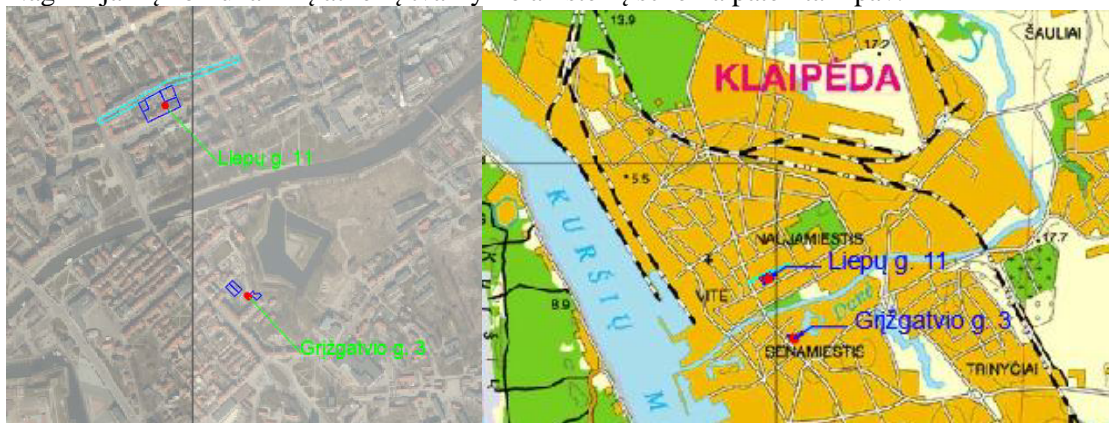 Liepų g. 11
Grįžgatvio g. 3
13.9
17.2
ŠAULIAI
KLAIPĖDA
5.5
KURŠIŲ
M
NAUJAMIESTIS
17.7
Liepų g. 11
VITĖ
8.9
Danė
Grįžgatvio g. 3
SENAMIESTIS
TRINYČIAI